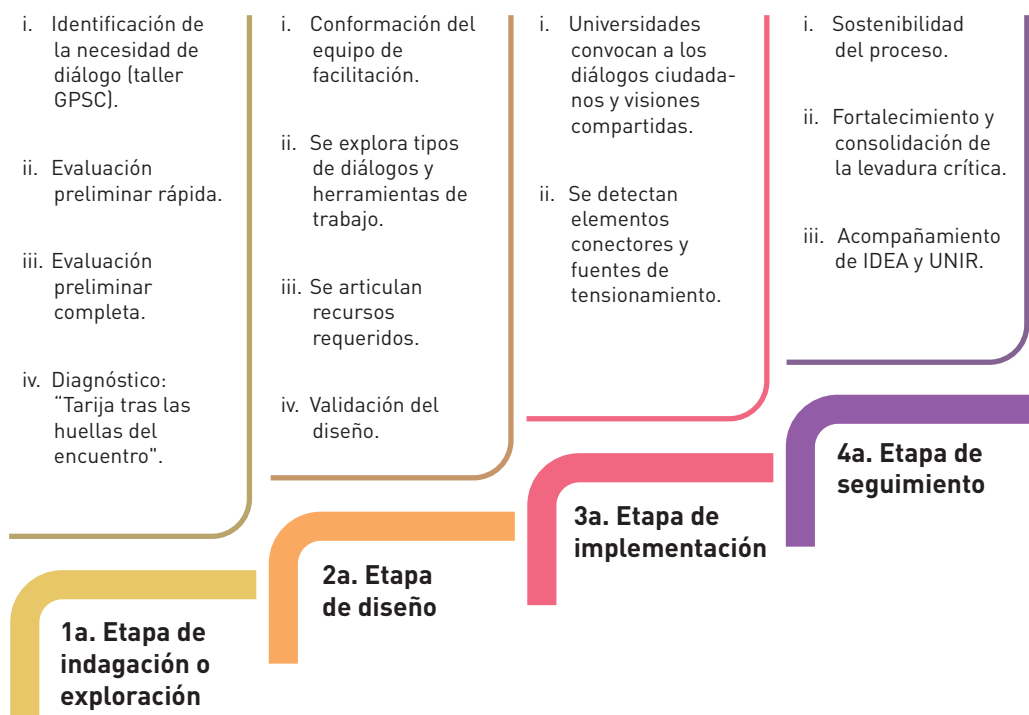 i. Identificación de
la necesidad de
diálogo (taller
GPSC).
ii. Evaluación
preliminar rápida.
iii. Evaluación
preliminar
completa.
iv. Diagnóstico:
“Tarija tras las
huellas del
encuentro".
1a. Etapa de
indagación o
exploración
i. Conformación del
equipo de
facilitación.
ii. Se explora tipos
de diálogos y
herramientas de
trabajo.
iii. Se articulan
recursos
requeridos.
iv. Validación del
diseño.
2a. Etapa
de diseño
i. Universidades
convocan a los
diálogos ciudada-
nos y visiones
compartidas.
ii. Se detectan
elementos
conectores y
fuentes de
tensionamiento.
3a. Etapa de
implementación
i. Sostenibilidad
del proceso.
ii. Fortalecimiento y
consolidación de
la levadura crítica.
iii. Acompañamiento
de IDEA y UNIR.
4a. Etapa de
seguimiento